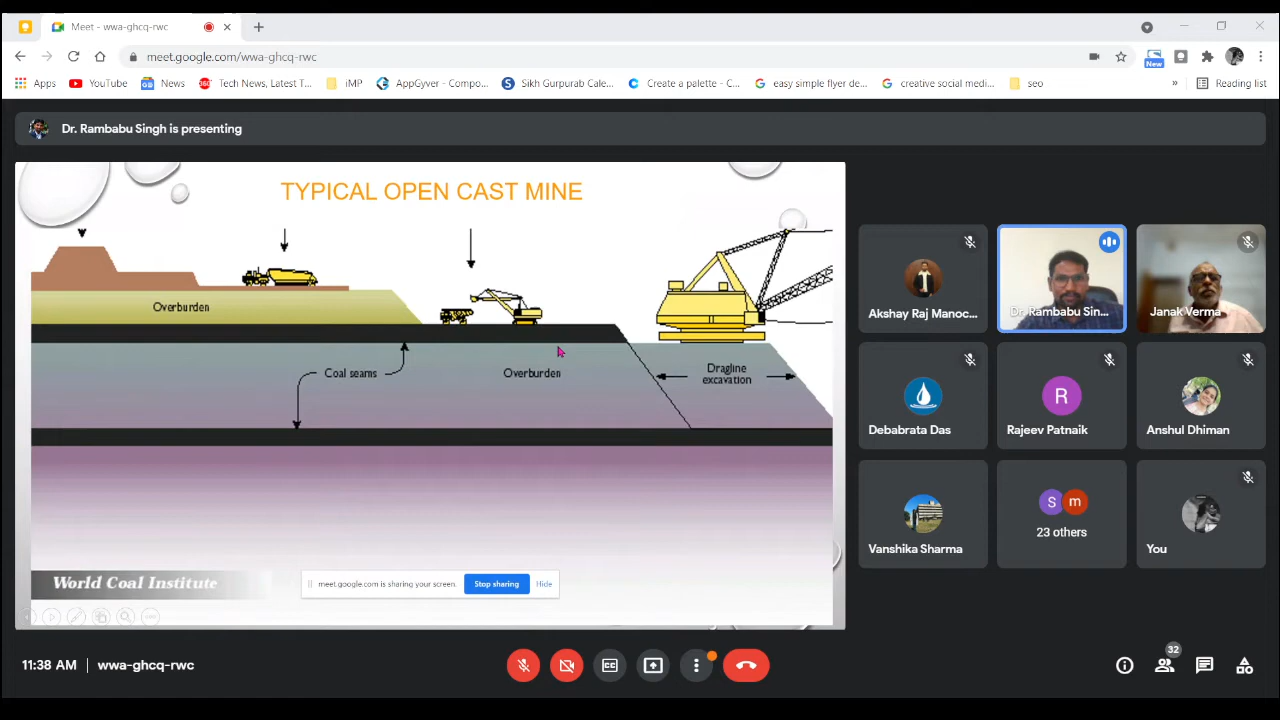 Meet - wwa-ghcq-rwc
meet.google.com/wwa-ghcq-rwc
New
Apps
YouTube
News
Tech News, Latest T...
iMP
AppGyver - Compo...
Sikh Gurpurab Cale...
Create a palette - C...
easy simple flyer de...
creative social medi...
seo
»
Reading list
Dr. Rambabu Singh is presenting
TYPICAL OPEN CAST MINE
Overburden
Coal seams
Overburden
Dragline
excavation
World Coal Institute
meet.google.com is sharing your screen.
Stop sharing
Hide
Akshay Raj Manoc...
Dr. Rambabu Sin...
Janak Verma
Debabrata Das
R
Rajeev Patnaik
Anshul Dhiman
Vanshika Sharma
S
m
23 others
You
11:38 AM | wwa-ghcq-rwc
CC
32